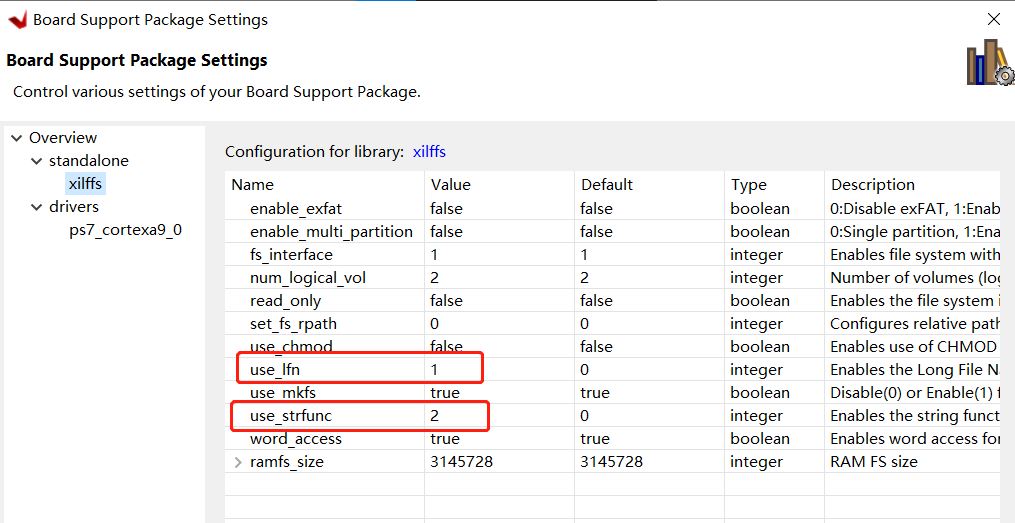 Board Support Package Settings
Board Support Package Settings
Control various settings of your Board Support Package.
Overview
standalone
xilffs
drivers
ps7_cortexa9_0
Configuration for library: xilffs
Name Value Default Type Description
enable_exfat false false boolean 0:Disable exFAT, 1:Enab
enable_multi_partition false false boolean 0:Single partition, 1:Ena
fs_interface 1 1 integer Enables file system with
num_logical_vol 2 2 integer Number of volumes (log
read_only false false boolean Enables the file system i
set_fs_rpath 0 0 integer Configures relative path
use_chmod false false boolean Enables use of CHMOD
use_lfn 1 0 integer Enables the Long File N
use_mkfs true true boolean Disable(0) or Enable(1) f
use_strfunc 2 0 integer Enables the string funct
word_access true true boolean Enables word access for
ramfs_size 3145728 3145728 integer RAM FS size